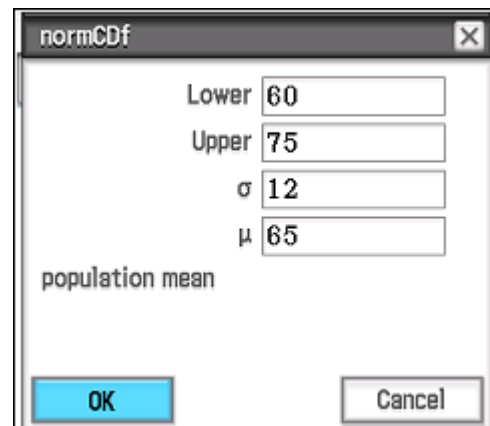 normCDf
Lower 60
Upper 75
σ 12
μ 65
population mean
OK Cancel